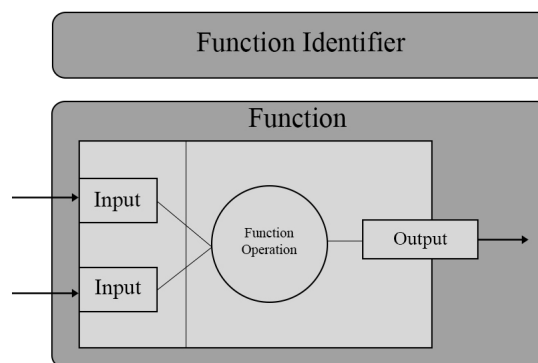 Function Identifier
Function
Input
Function
Operation
Output
Input